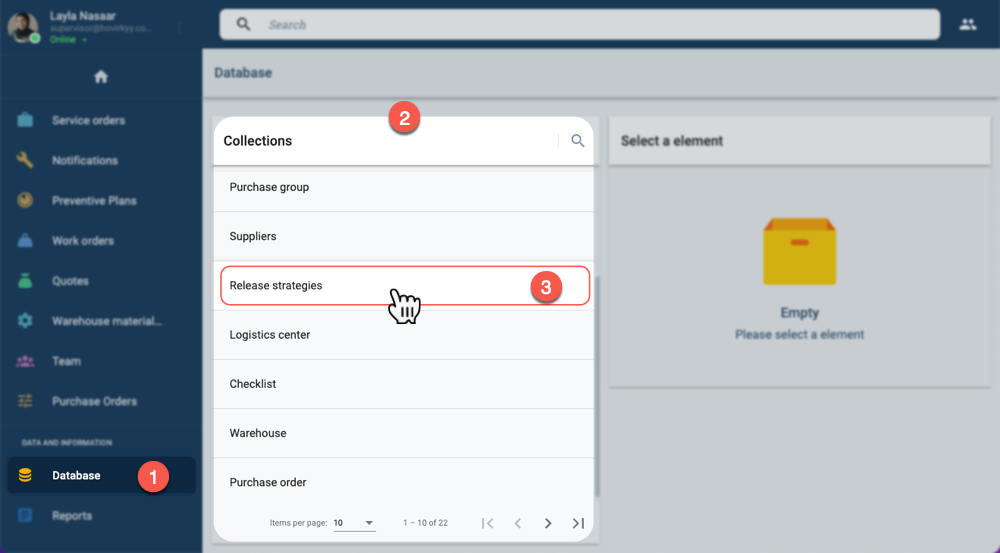 Layla Nasaar
supervisor@hovirkyy.co...
Online
Search
Service orders
Notifications
Preventive Plans
Work orders
Quotes
Warehouse material...
Team
Purchase Orders
DATA AND INFORMATION
Database
1
Reports
Database
2
Collections
Purchase group
Suppliers
Release strategies
3
Logistics center
Checklist
Warehouse
Purchase order
Items per page:
10
1 – 10 of 22
Select a element
Empty
Please select a element